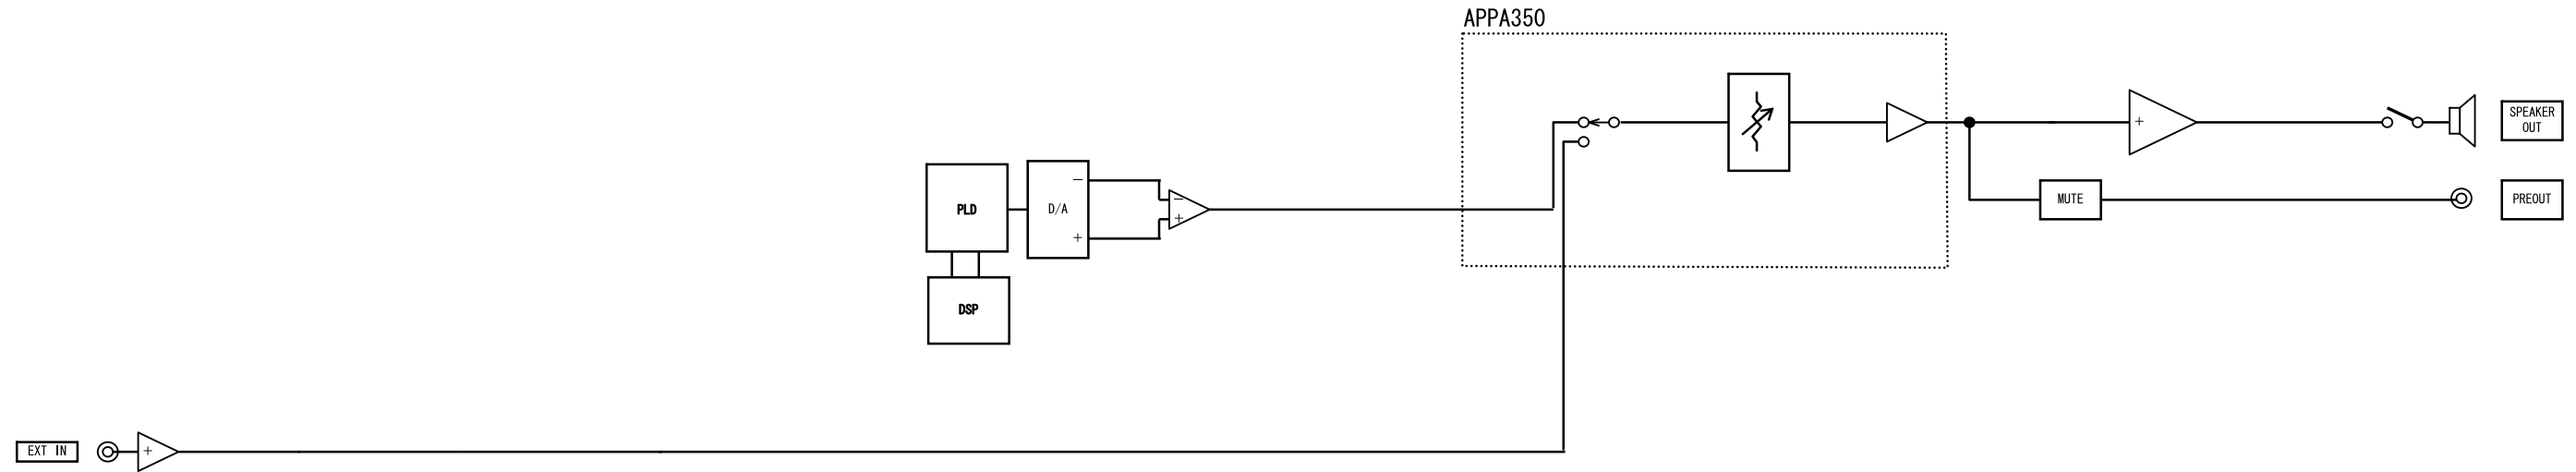 APPA350
SPEAKER
OUT
PLD
D/A
−
+
−
+
+
MUTE
PREOUT
DSP
EXT IN
+